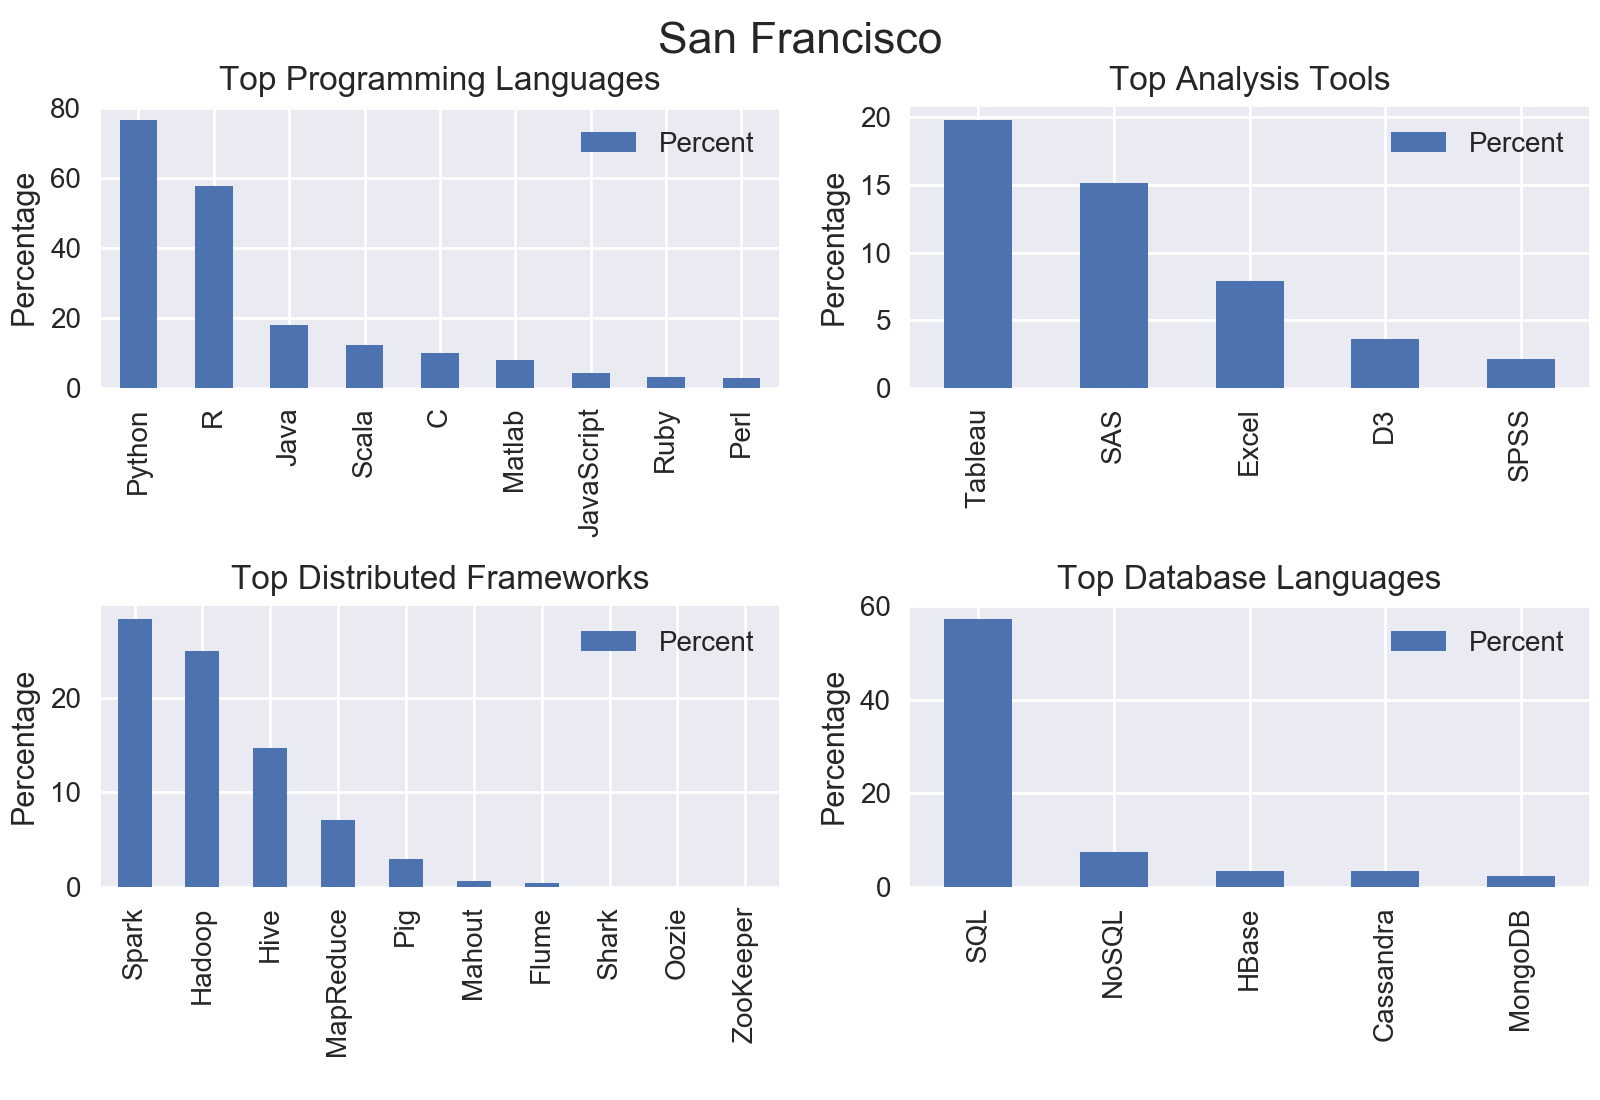 San Francisco
Top Programming Languages
Percentage
80
60
40
20
0
Percent
Python
R
Java
Scala
C
Matlab
JavaScript
Ruby
Perl
Top Analysis Tools
Percentage
20
15
10
5
0
Percent
Tableau
SAS
Excel
D3
SPSS
Top Distributed Frameworks
Percentage
20
10
0
Percent
Spark
Hadoop
Hive
MapReduce
Pig
Mahout
Flume
Shark
Oozie
ZooKeeper
Top Database Languages
Percentage
60
40
20
0
Percent
SQL
NoSQL
HBase
Cassandra
MongoDB